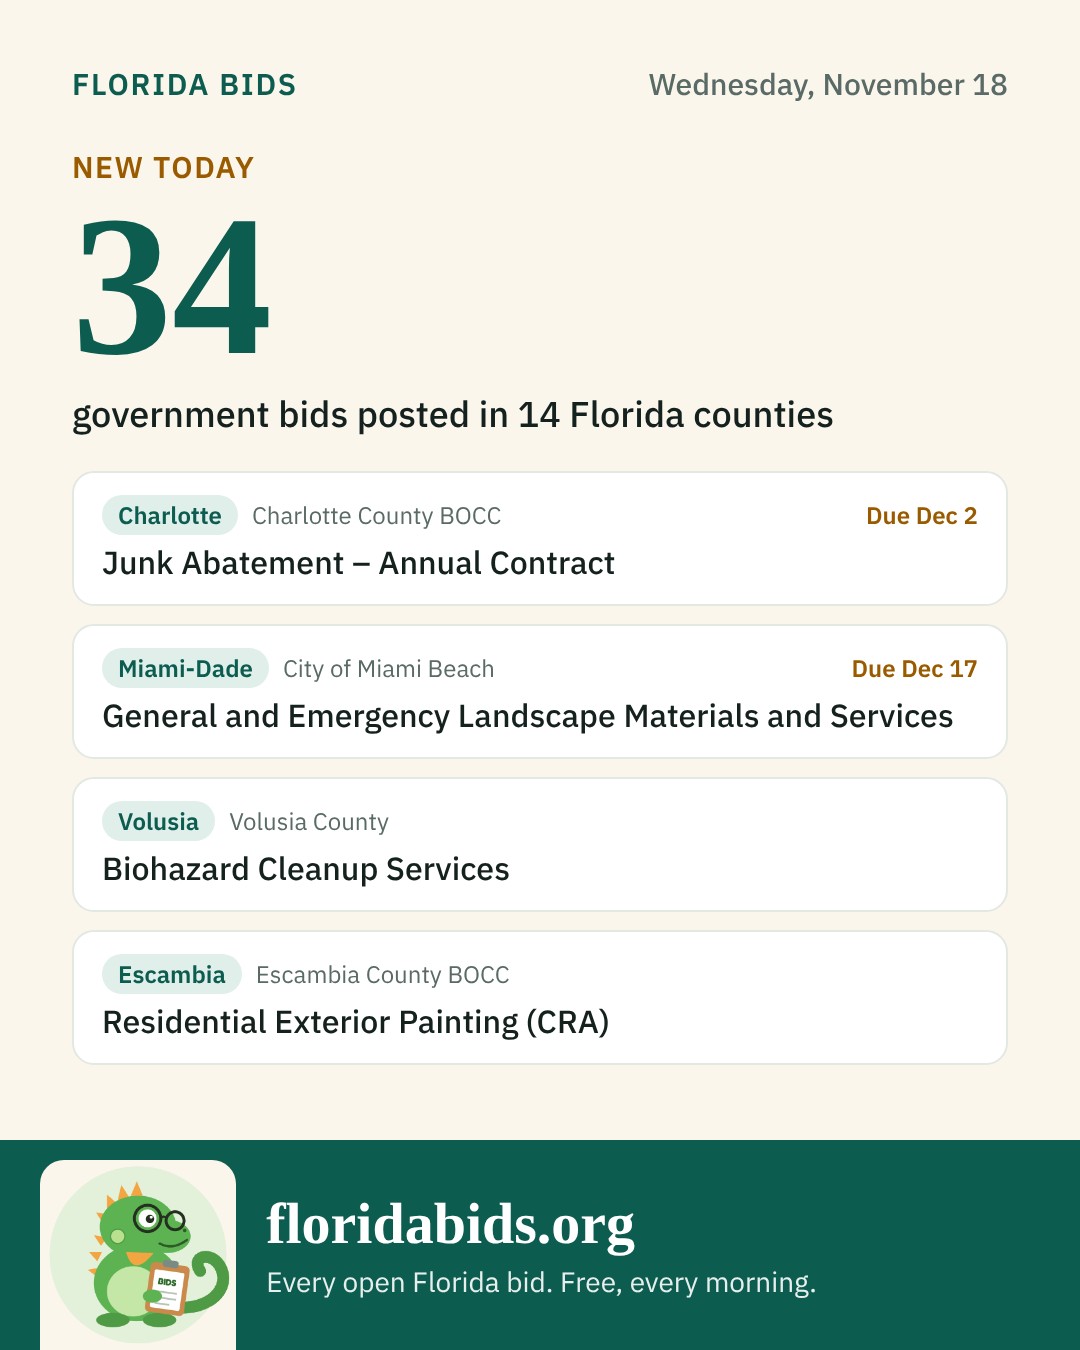 FLORIDA BIDS
Wednesday, November 18
NEW TODAY
34
government bids posted in 14 Florida counties
Charlotte Charlotte County BOCC Due Dec 2
Junk Abatement – Annual Contract
Miami-Dade City of Miami Beach Due Dec 17
General and Emergency Landscape Materials and Services
Volusia Volusia County
Biohazard Cleanup Services
Escambia Escambia County BOCC
Residential Exterior Painting (CRA)
BIDS
floridabids.org
Every open Florida bid. Free, every morning.